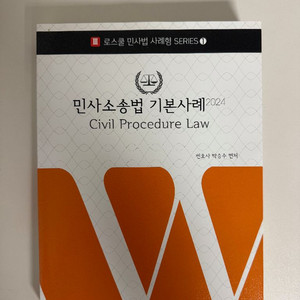 로스쿨 민사법 사례형 SERIES ①
민사소송법 기본사례 2024
Civil Procedure Law
변호사 박승수 편저